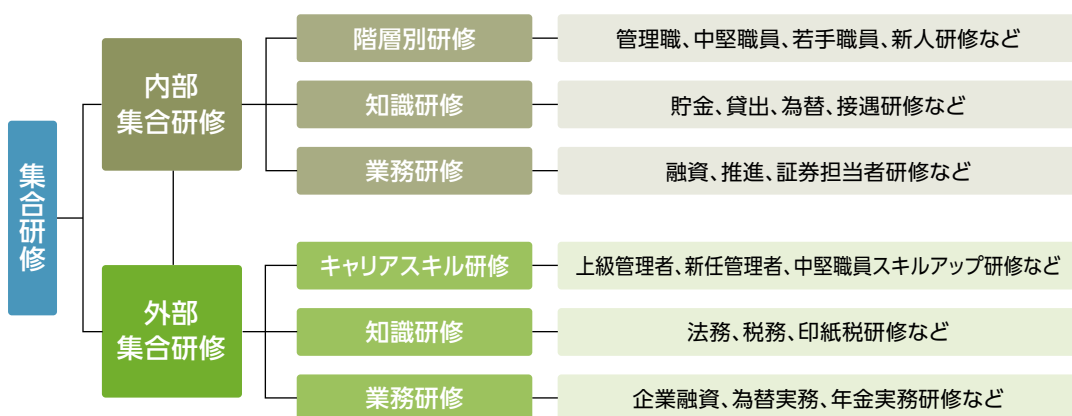 集合研修
内部
集合研修
階層別研修
管理職、中堅職員、若手職員、新人研修など
知識研修
貯金、貸出、為替、接遇研修など
業務研修
融資、推進、証券担当者研修など
外部
集合研修
キャリアスキル研修
上級管理者、新任管理者、中堅職員スキルアップ研修など
知識研修
法務、税務、印紙税研修など
業務研修
企業融資、為替実務、年金実務研修など